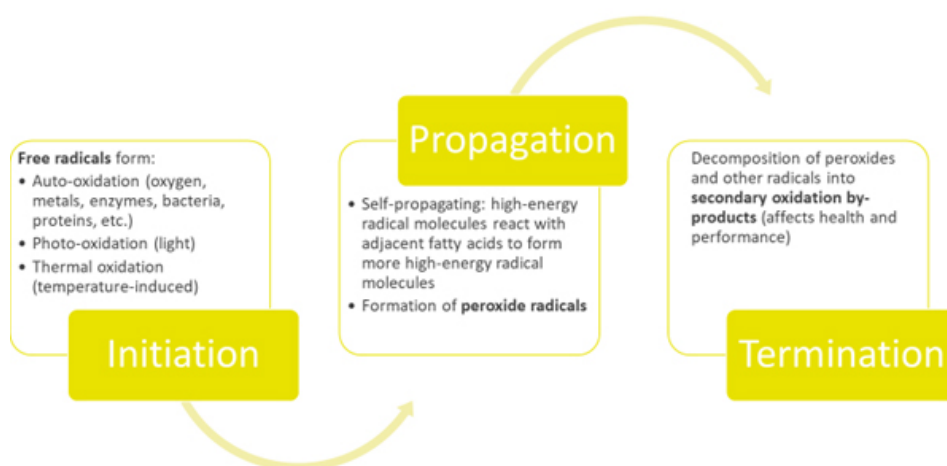 Free radicals form:
• Auto-oxidation (oxygen,
metals, enzymes, bacteria,
proteins, etc.)
• Photo-oxidation (light)
• Thermal oxidation
(temperature-induced)
Initiation
Propagation
• Self-propagating: high-energy
radical molecules react with
adjacent fatty acids to form
more high-energy radical
molecules
• Formation of peroxide radicals
Decomposition of peroxides
and other radicals into
secondary oxidation by-
products (affects health and
performance)
Termination